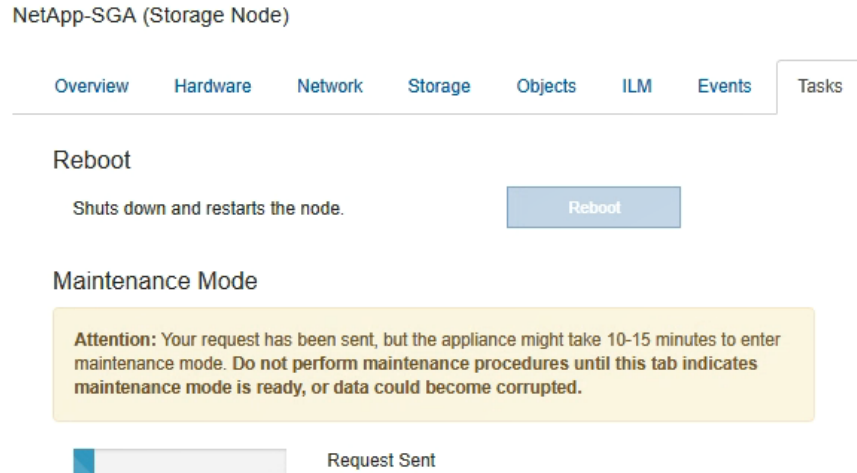 NetApp-SGA (Storage Node)
Overview Hardware Network Storage Objects ILM Events Tasks
Reboot
Shuts down and restarts the node. Reboot
Maintenance Mode
Attention: Your request has been sent, but the appliance might take 10-15 minutes to enter
maintenance mode. Do not perform maintenance procedures until this tab indicates
maintenance mode is ready, or data could become corrupted.
Request Sent